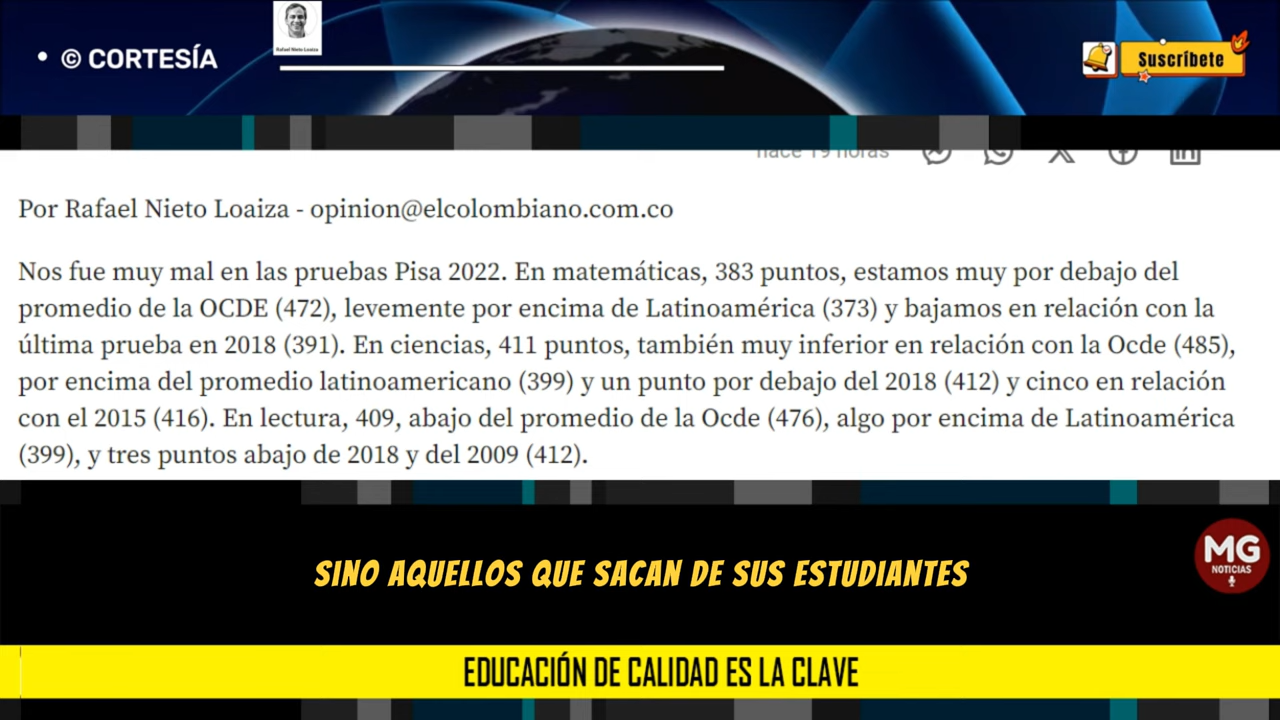 • © CORTESÍA
Rafael Nieto Loaiza
Suscríbete
hace 19 horas
Por Rafael Nieto Loaiza - opinion@elcolombiano.com.co
Nos fue muy mal en las pruebas Pisa 2022. En matemáticas, 383 puntos, estamos muy por debajo del
promedio de la OCDE (472), levemente por encima de Latinoamérica (373) y bajamos en relación con la
última prueba en 2018 (391). En ciencias, 411 puntos, también muy inferior en relación con la Ocde (485),
por encima del promedio latinoamericano (399) y un punto por debajo del 2018 (412) y cinco en relación
con el 2015 (416). En lectura, 409, abajo del promedio de la Ocde (476), algo por encima de Latinoamérica
(399), y tres puntos abajo de 2018 y del 2009 (412).
SINO AQUELLOS QUE SACAN DE SUS ESTUDIANTES
MG
NOTICIAS
EDUCACIÓN DE CALIDAD ES LA CLAVE